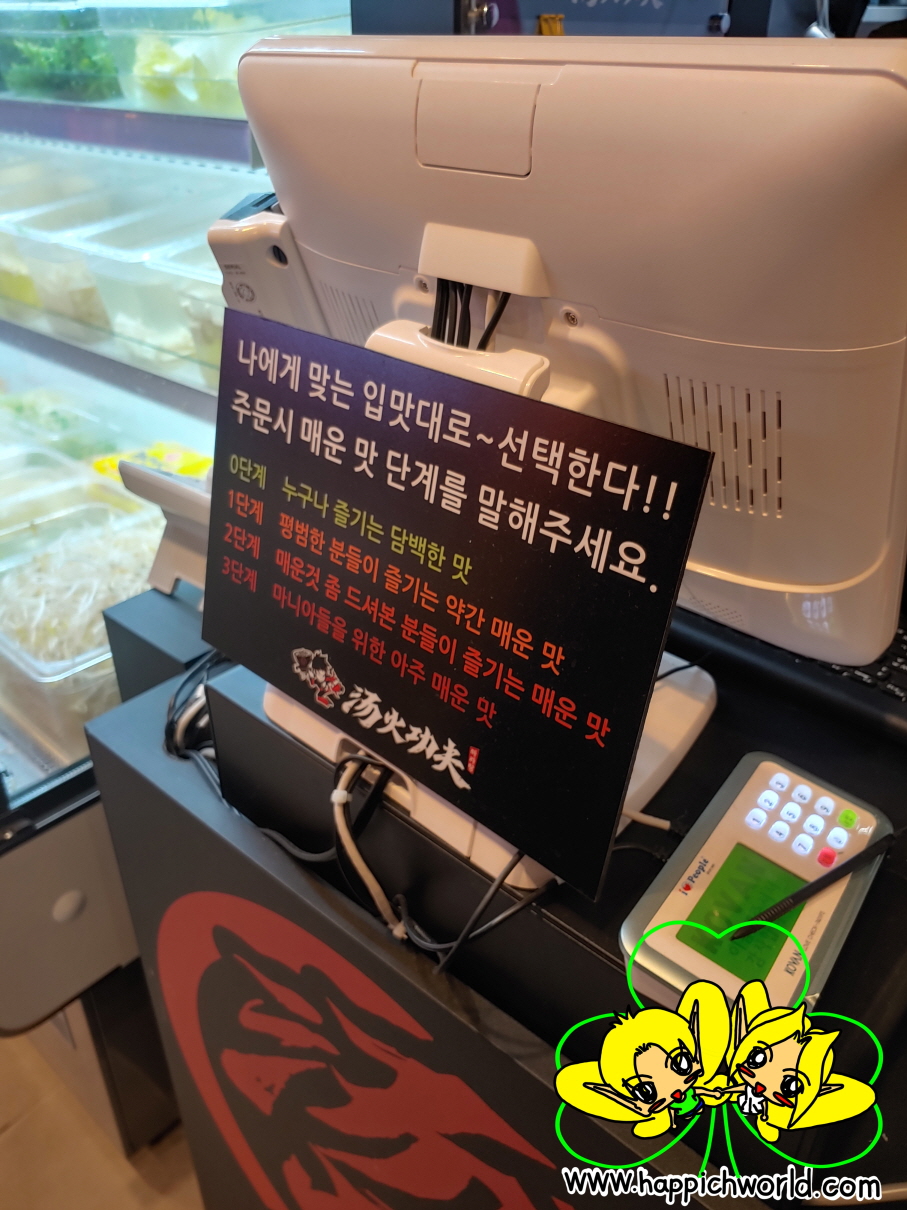 나에게 맞는 입맛대로~선택한다!!
주문시 매운 맛 단계를 말해주세요.
0단계 누구나 즐기는 담백한 맛
1단계 평범한 분들이 즐기는 약간 매운 맛
2단계 매운것 좀 드셔본 분들이 즐기는 매운 맛
3단계 마니아들을 위한 아주 매운 맛
汤火功夫
i People
KOVAN
www.happichworld.com